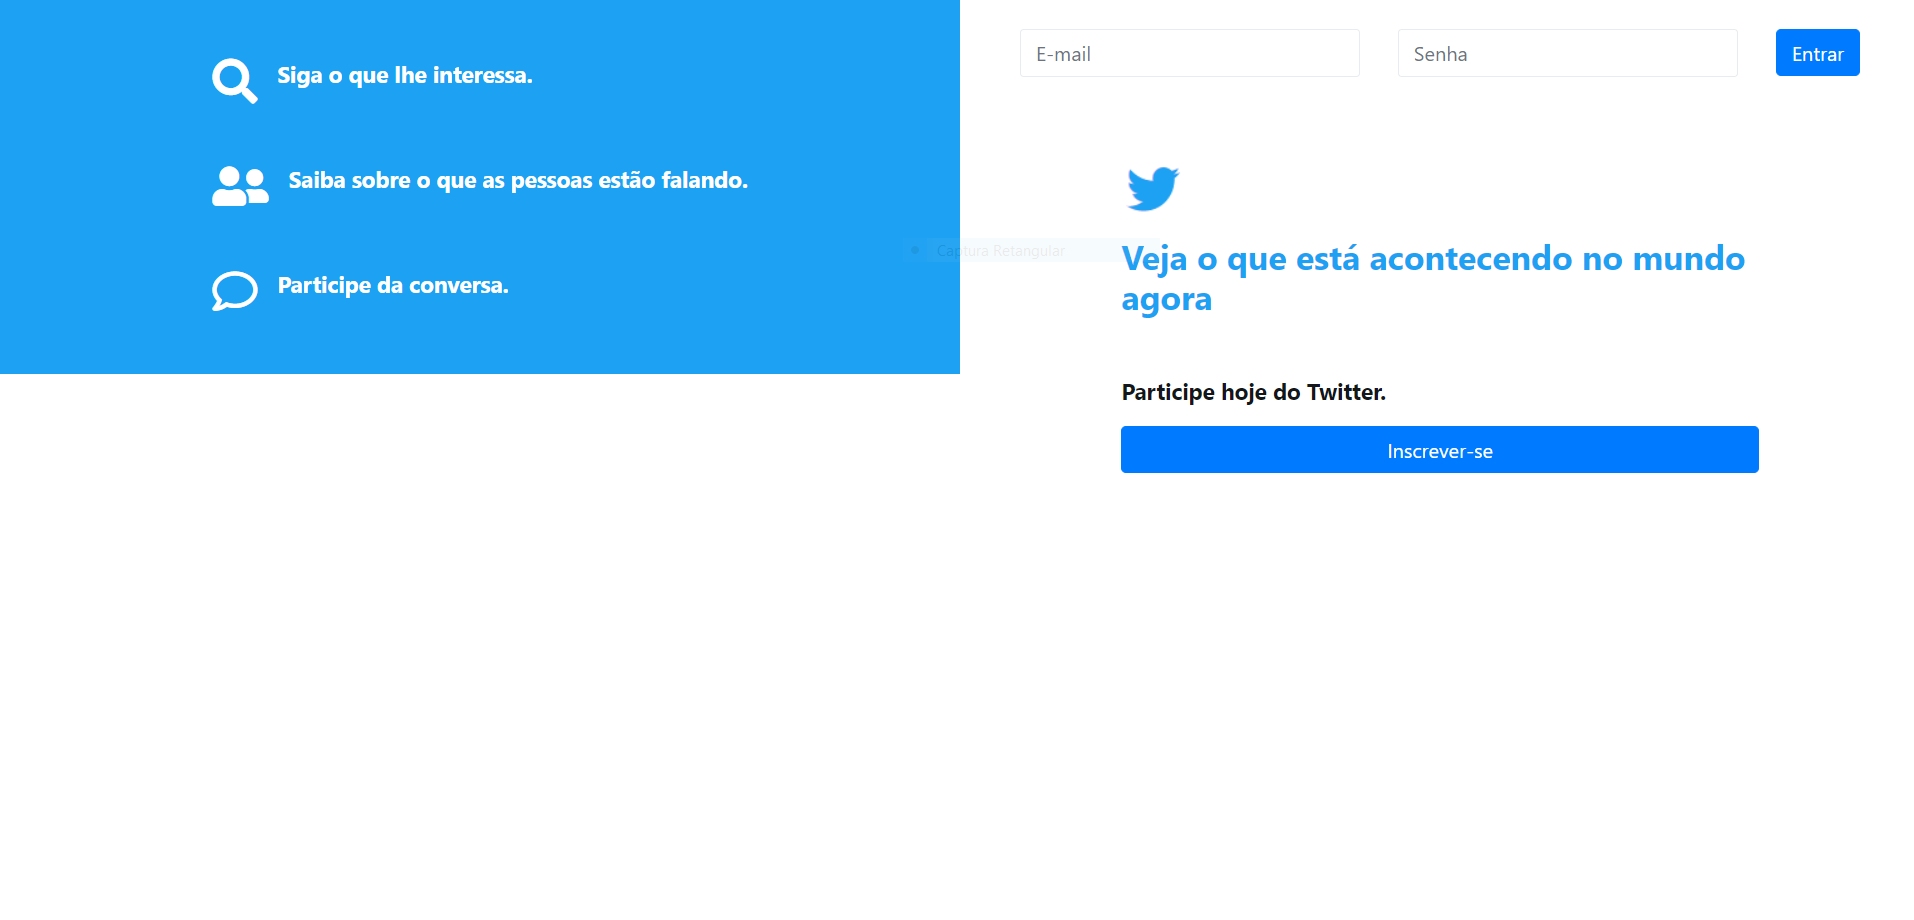 Siga o que lhe interessa.
Saiba sobre o que as pessoas estão falando.
Participe da conversa.
E-mail
Senha
Entrar
Captura Retangular
Veja o que está acontecendo no mundo
agora
Participe hoje do Twitter.
Inscrever-se